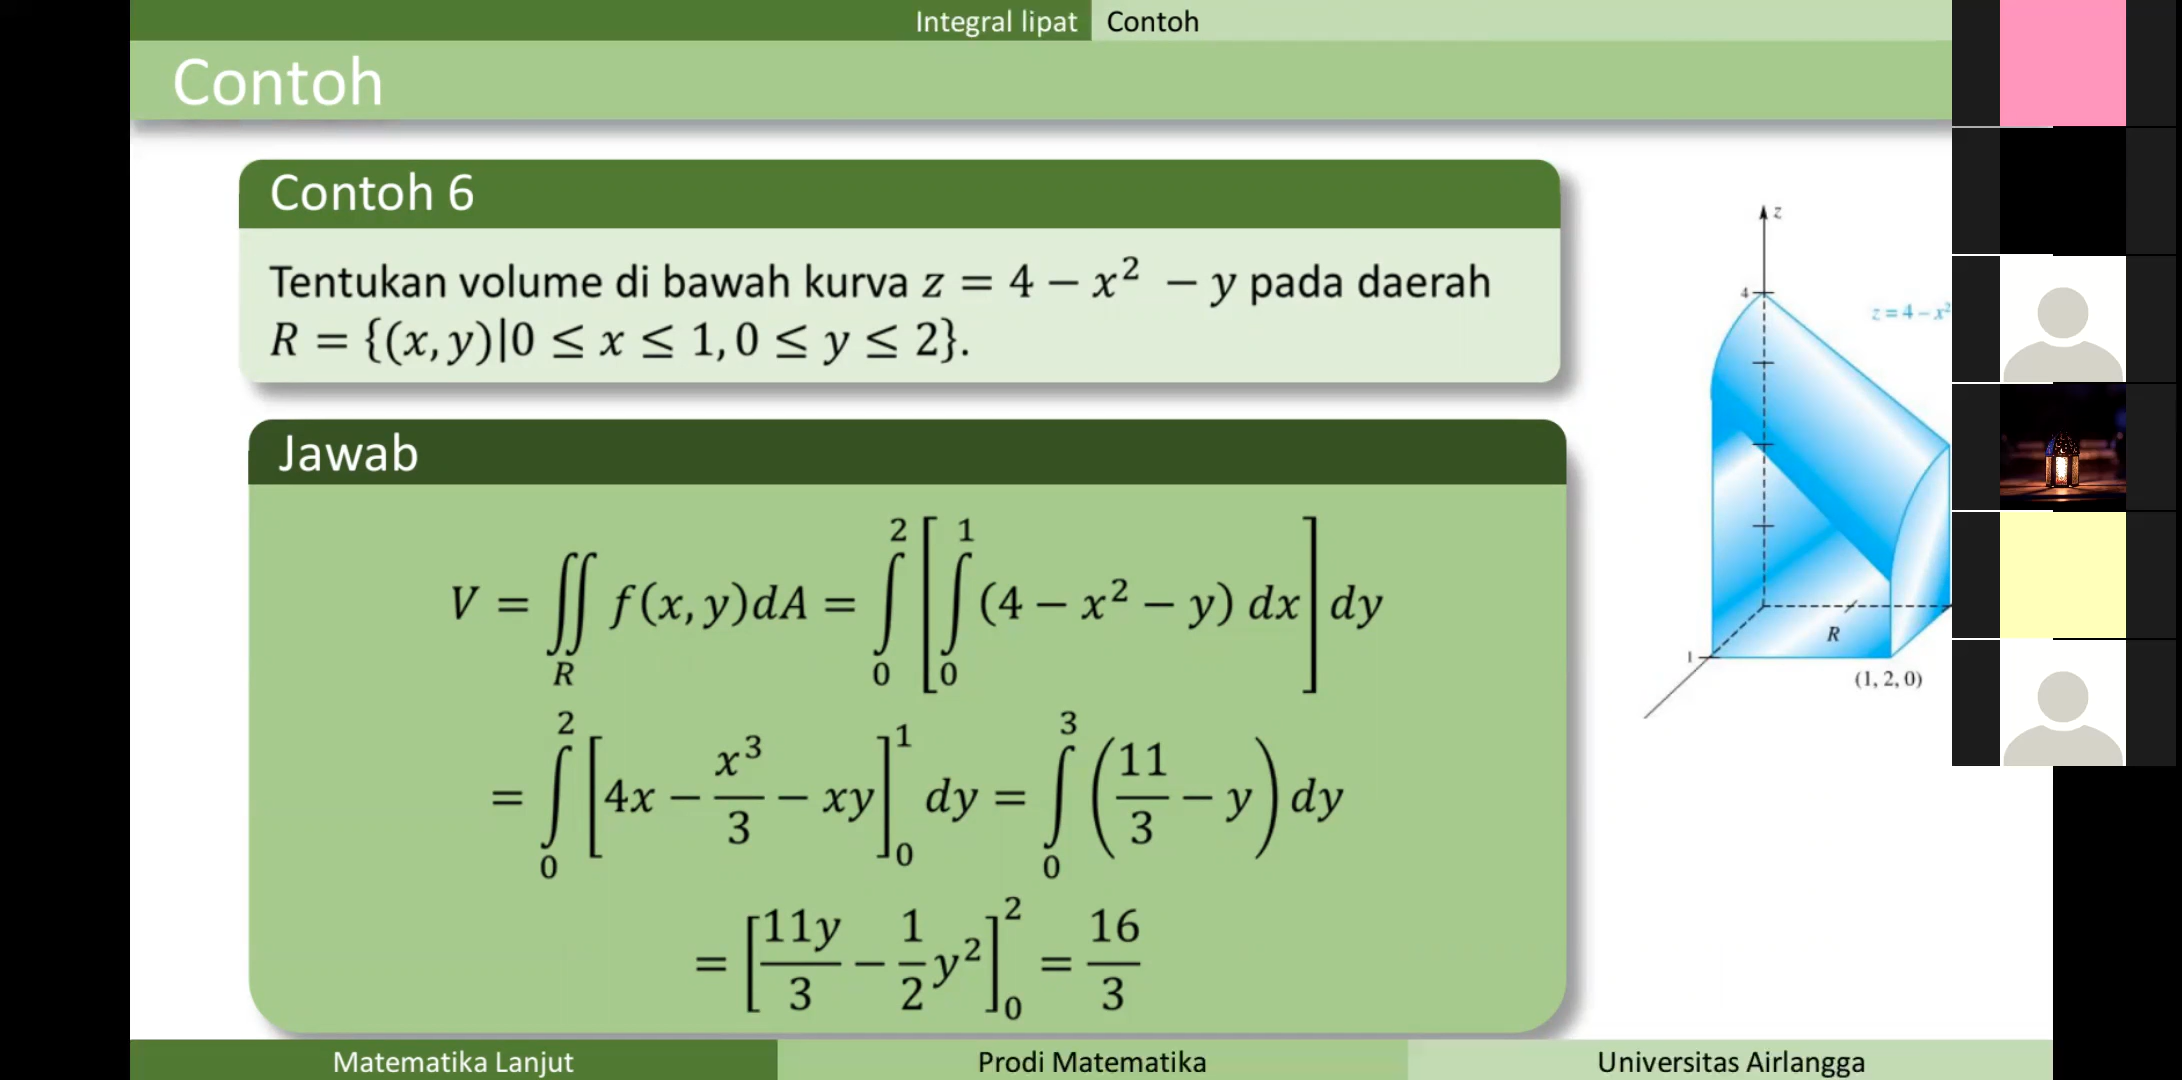 Integral lipat Contoh
Contoh
Contoh 6
Tentukan volume di bawah kurva z = 4 − x² − y pada daerah
R = {(x, y)|0 ≤ x ≤ 1, 0 ≤ y ≤ 2}.
Jawab
V = ∬_R f(x, y)dA = ∫_0^2 [∫_0^1 (4 − x² − y) dx] dy
= ∫_0^2 [4x − x³/3 − xy]_0^1 dy = ∫_0^3 (11/3 − y) dy
= [11y/3 − 1/2 y²]_0^2 = 16/3
z
4
z = 4 − x²
R
1
(1, 2, 0)
Matematika Lanjut Prodi Matematika Universitas Airlangga